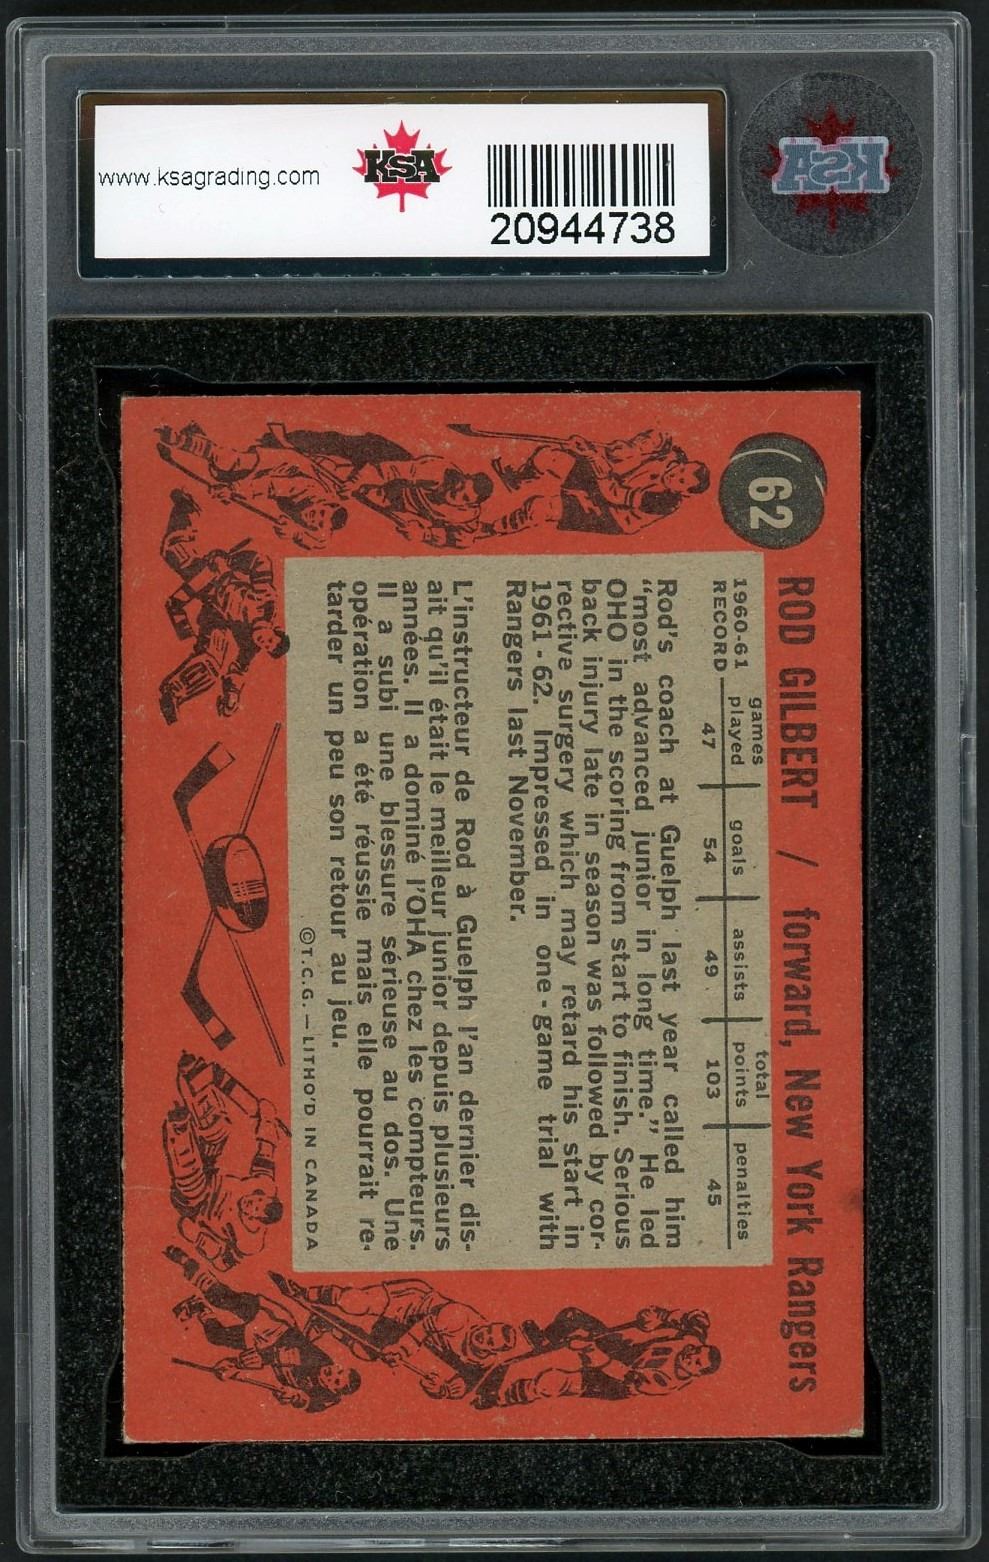 www.ksagrading.com
KSA
20944738
KSA
62
ROD GILBERT / forward, New York Rangers
1960-61 RECORD
games played
goals
assists
total points
penalties
47 54 49 103 45
Rod's coach at Guelph last year called him
“most advanced junior in long time.” He led
OHO in the scoring from start to finish. Serious
back injury late in season was followed by cor-
rective surgery which may retard his start in
1961-62. Impressed in one-game trial with
Rangers last November.
L'instructeur de Rod à Guelph l'an dernier dis-
ait qu'il était le meilleur junior depuis plusieurs
années. Il a dominé l'OHA chez les compteurs.
Il a subi une blessure sérieuse au dos. Une
opération a été réussie mais elle pourrait re-
tarder un peu son retour au jeu.
©T.C.G.—LITHO'D IN CANADA